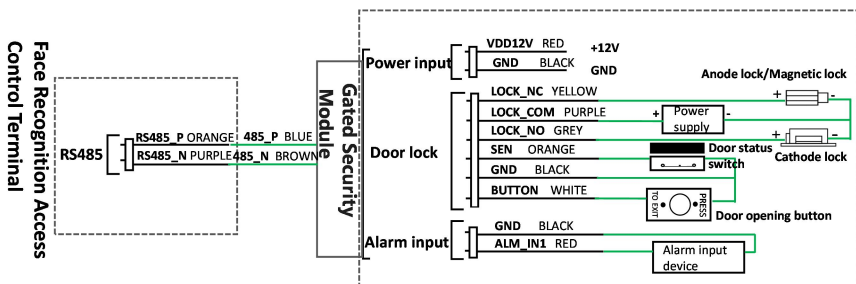 Face Recognition Access
Control Terminal
RS485
RS485_P ORANGE
485_P BLUE
RS485_N PURPLE
485_N BROWN
Gated Security
Module
Power input
VDD12V RED
+12V
GND BLACK
GND
Door lock
LOCK_NC YELLOW
LOCK_COM PURPLE
LOCK_NO GREY
SEN ORANGE
GND BLACK
BUTTON WHITE
Anode lock/Magnetic lock
+ -
+ Power -
supply
+ -
Cathode lock
Door status
switch
PRESS
TO EXIT
Door opening button
Alarm input
GND BLACK
ALM_IN1 RED
Alarm input
device